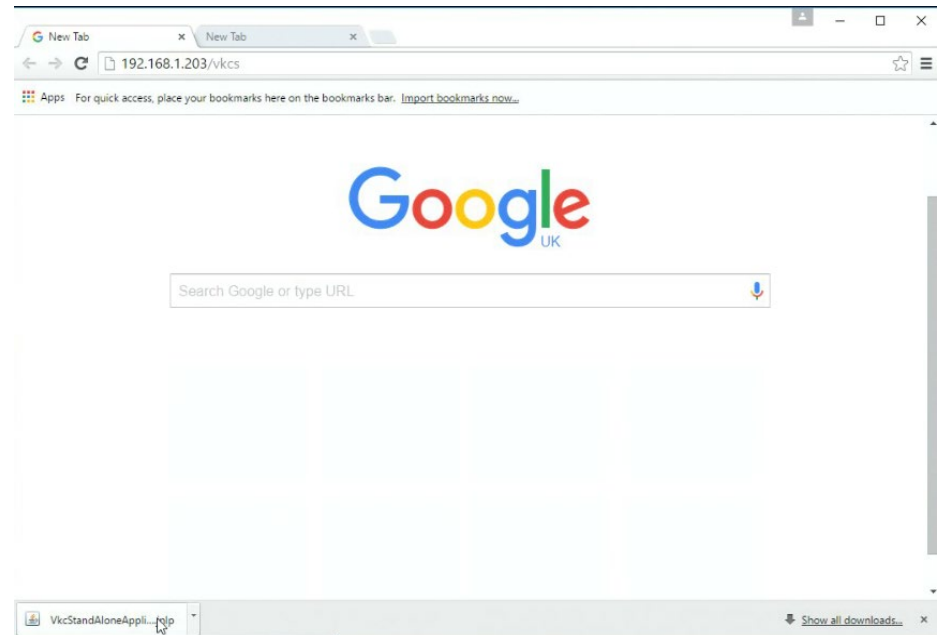 New Tab
New Tab
192.168.1.203/vkcs
Apps For quick access, place your bookmarks here on the bookmarks bar. Import bookmarks now...
Google
UK
Search Google or type URL
VkcStandAloneAppli....jnlp
Show all downloads...